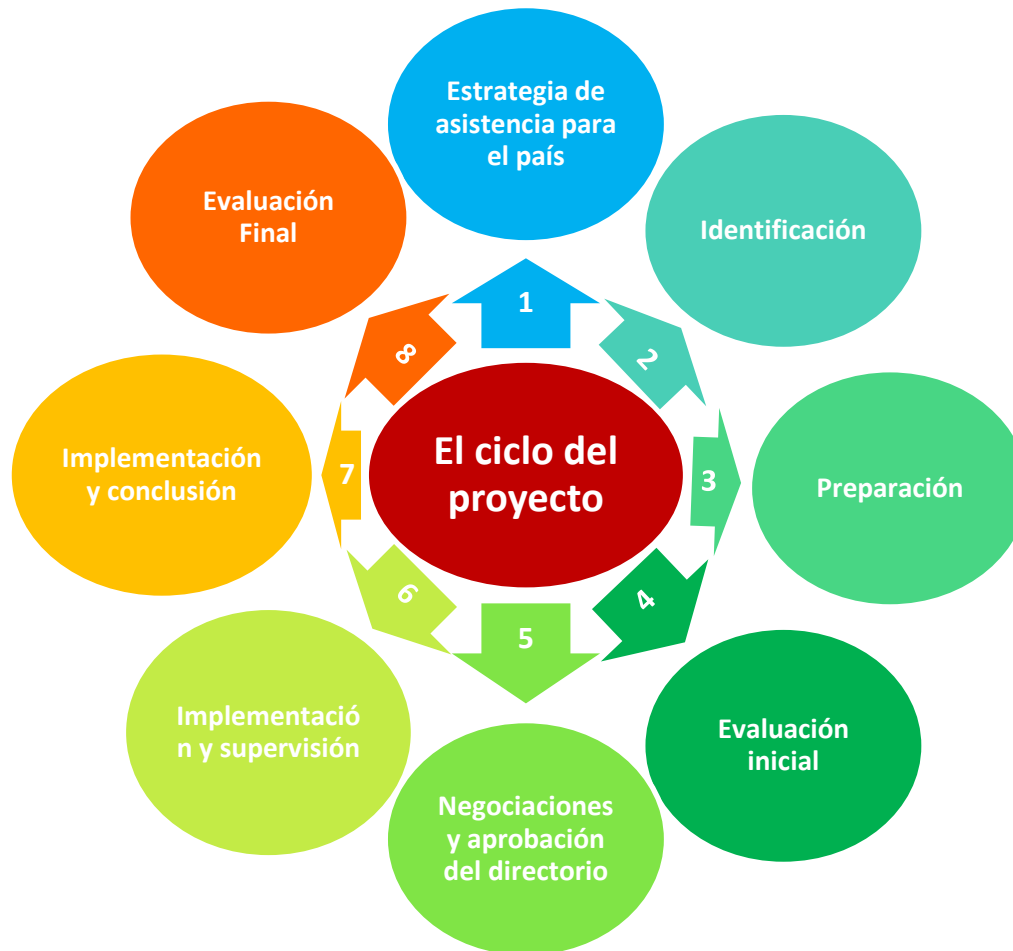 Estrategia de
asistencia para
el país
Identificación
Preparación
Evaluación
inicial
Negociaciones
y aprobación
del directorio
Implementació
n y supervisión
Implementación
y conclusión
Evaluación
Final
1
2
3
4
5
6
7
8
El ciclo del
proyecto